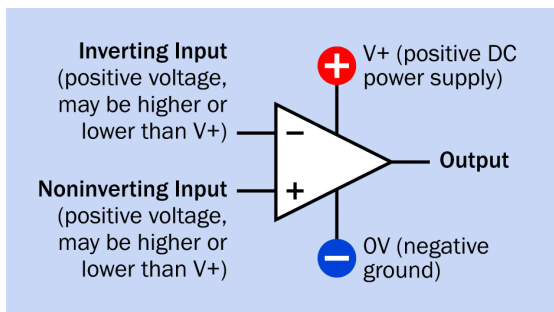 Inverting Input
(positive voltage,
may be higher or
lower than V+)
V+ (positive DC
power supply)
+
−
Output
Noninverting Input
(positive voltage,
may be higher or
lower than V+)
+
0V (negative
ground)
−